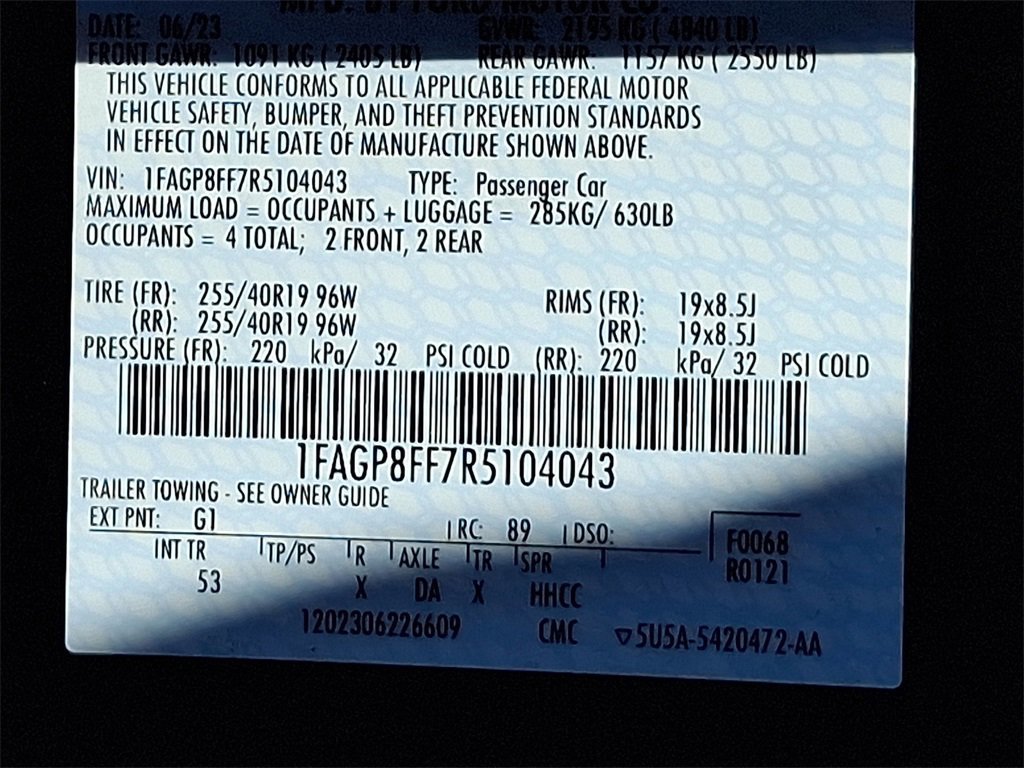 MFD. BY FORD MOTOR CO.
DATE: 06/23 GVWR: 2195 KG ( 4840 LB)
FRONT GAWR: 1091 KG ( 2405 LB) REAR GAWR: 1157 KG ( 2550 LB)
THIS VEHICLE CONFORMS TO ALL APPLICABLE FEDERAL MOTOR
VEHICLE SAFETY, BUMPER, AND THEFT PREVENTION STANDARDS
IN EFFECT ON THE DATE OF MANUFACTURE SHOWN ABOVE.
VIN: 1FAGP8FF7R5104043 TYPE: Passenger Car
MAXIMUM LOAD = OCCUPANTS + LUGGAGE = 285KG/ 630LB
OCCUPANTS = 4 TOTAL; 2 FRONT, 2 REAR
TIRE (FR): 255/40R19 96W RIMS (FR): 19x8.5J
(RR): 255/40R19 96W (RR): 19x8.5J
PRESSURE (FR): 220 kPa/ 32 PSI COLD (RR): 220 kPa/ 32 PSI COLD
1FAGP8FF7R5104043
TRAILER TOWING - SEE OWNER GUIDE
EXT PNT: G1 RC: 89 DSO: F0068
INT TR TP/PS R AXLE TR SPR R0121
53 X DA X HHCC
1202306226609 CMC 5U5A-5420472-AA